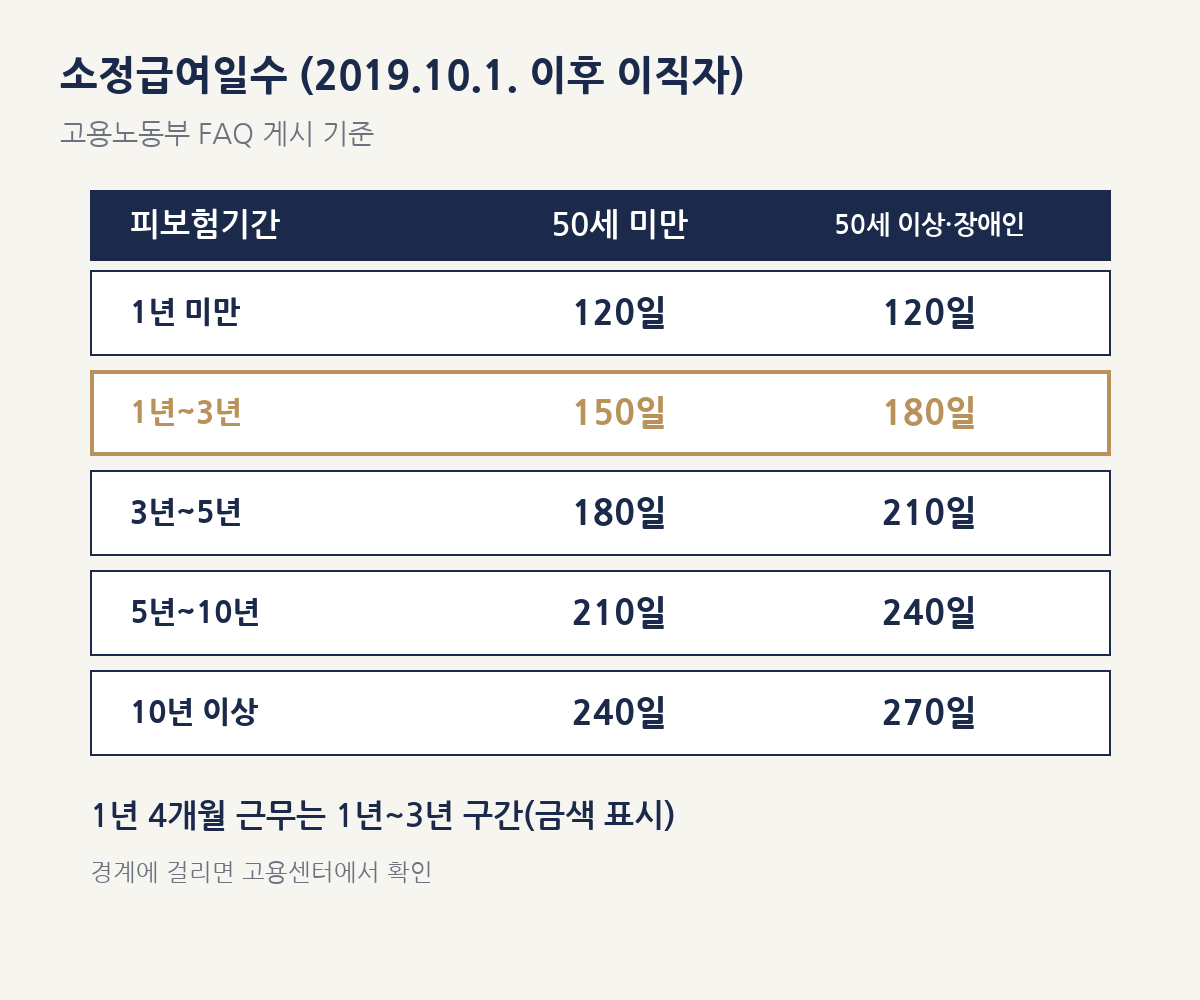 소정급여일수 (2019.10.1. 이후 이직자)
고용노동부 FAQ 게시 기준
피보험기간 50세 미만 50세 이상·장애인
1년 미만 120일 120일
1년~3년 150일 180일
3년~5년 180일 210일
5년~10년 210일 240일
10년 이상 240일 270일
1년 4개월 근무는 1년~3년 구간(금색 표시)
경계에 걸리면 고용센터에서 확인